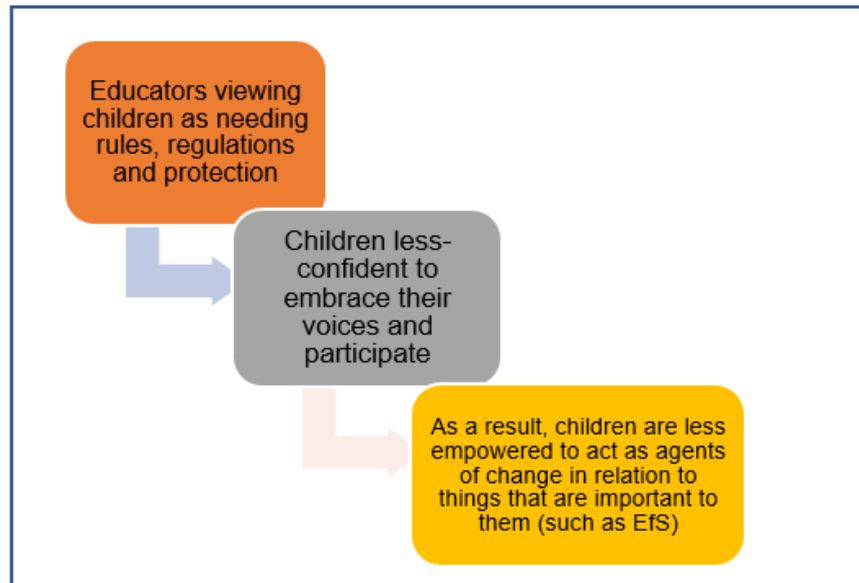 Educators viewing
children as needing
rules, regulations
and protection
Children less-
confident to
embrace their
voices and
participate
As a result, children are less
empowered to act as agents
of change in relation to
things that are important to
them (such as EfS)